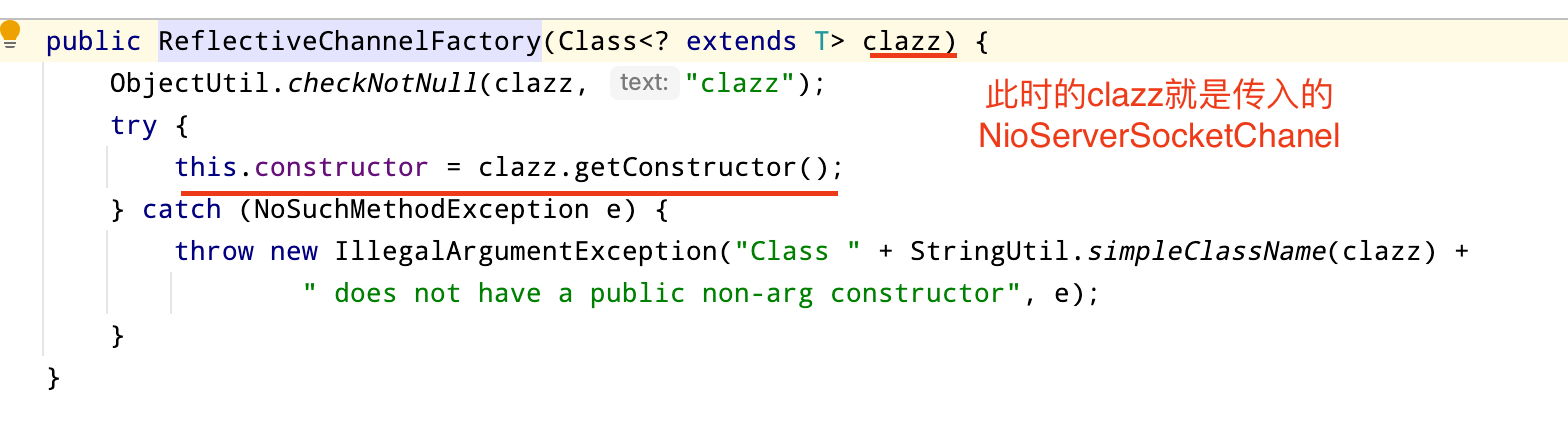 public ReflectiveChannelFactory(Class<? extends T> clazz) {
ObjectUtil.checkNotNull(clazz, text: "clazz");
此时的clazz就是传入的
try {
NioServerSocketChanel
this.constructor = clazz.getConstructor();
} catch (NoSuchMethodException e) {
throw new IllegalArgumentException("Class " + StringUtil.simpleClassName(clazz) +
" does not have a public non-arg constructor", e);
}
}